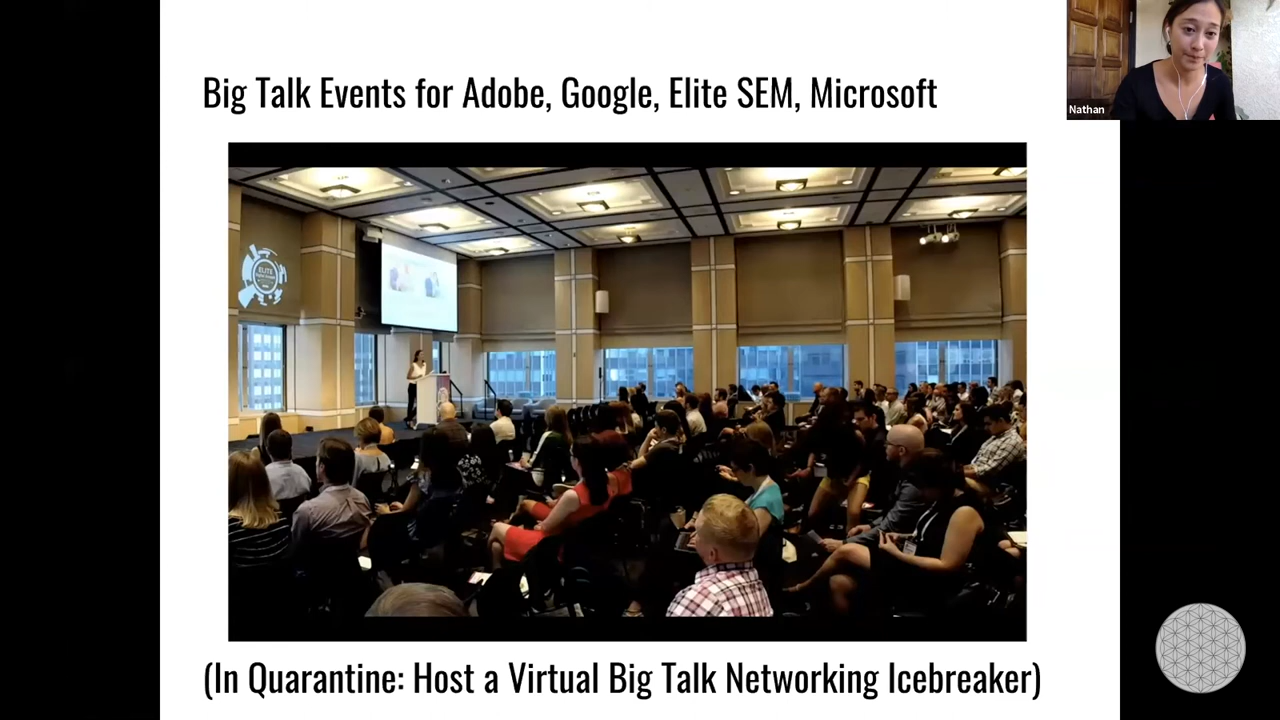 Big Talk Events for Adobe, Google, Elite SEM, Microsoft
Nathan
ELITE
(In Quarantine: Host a Virtual Big Talk Networking Icebreaker)